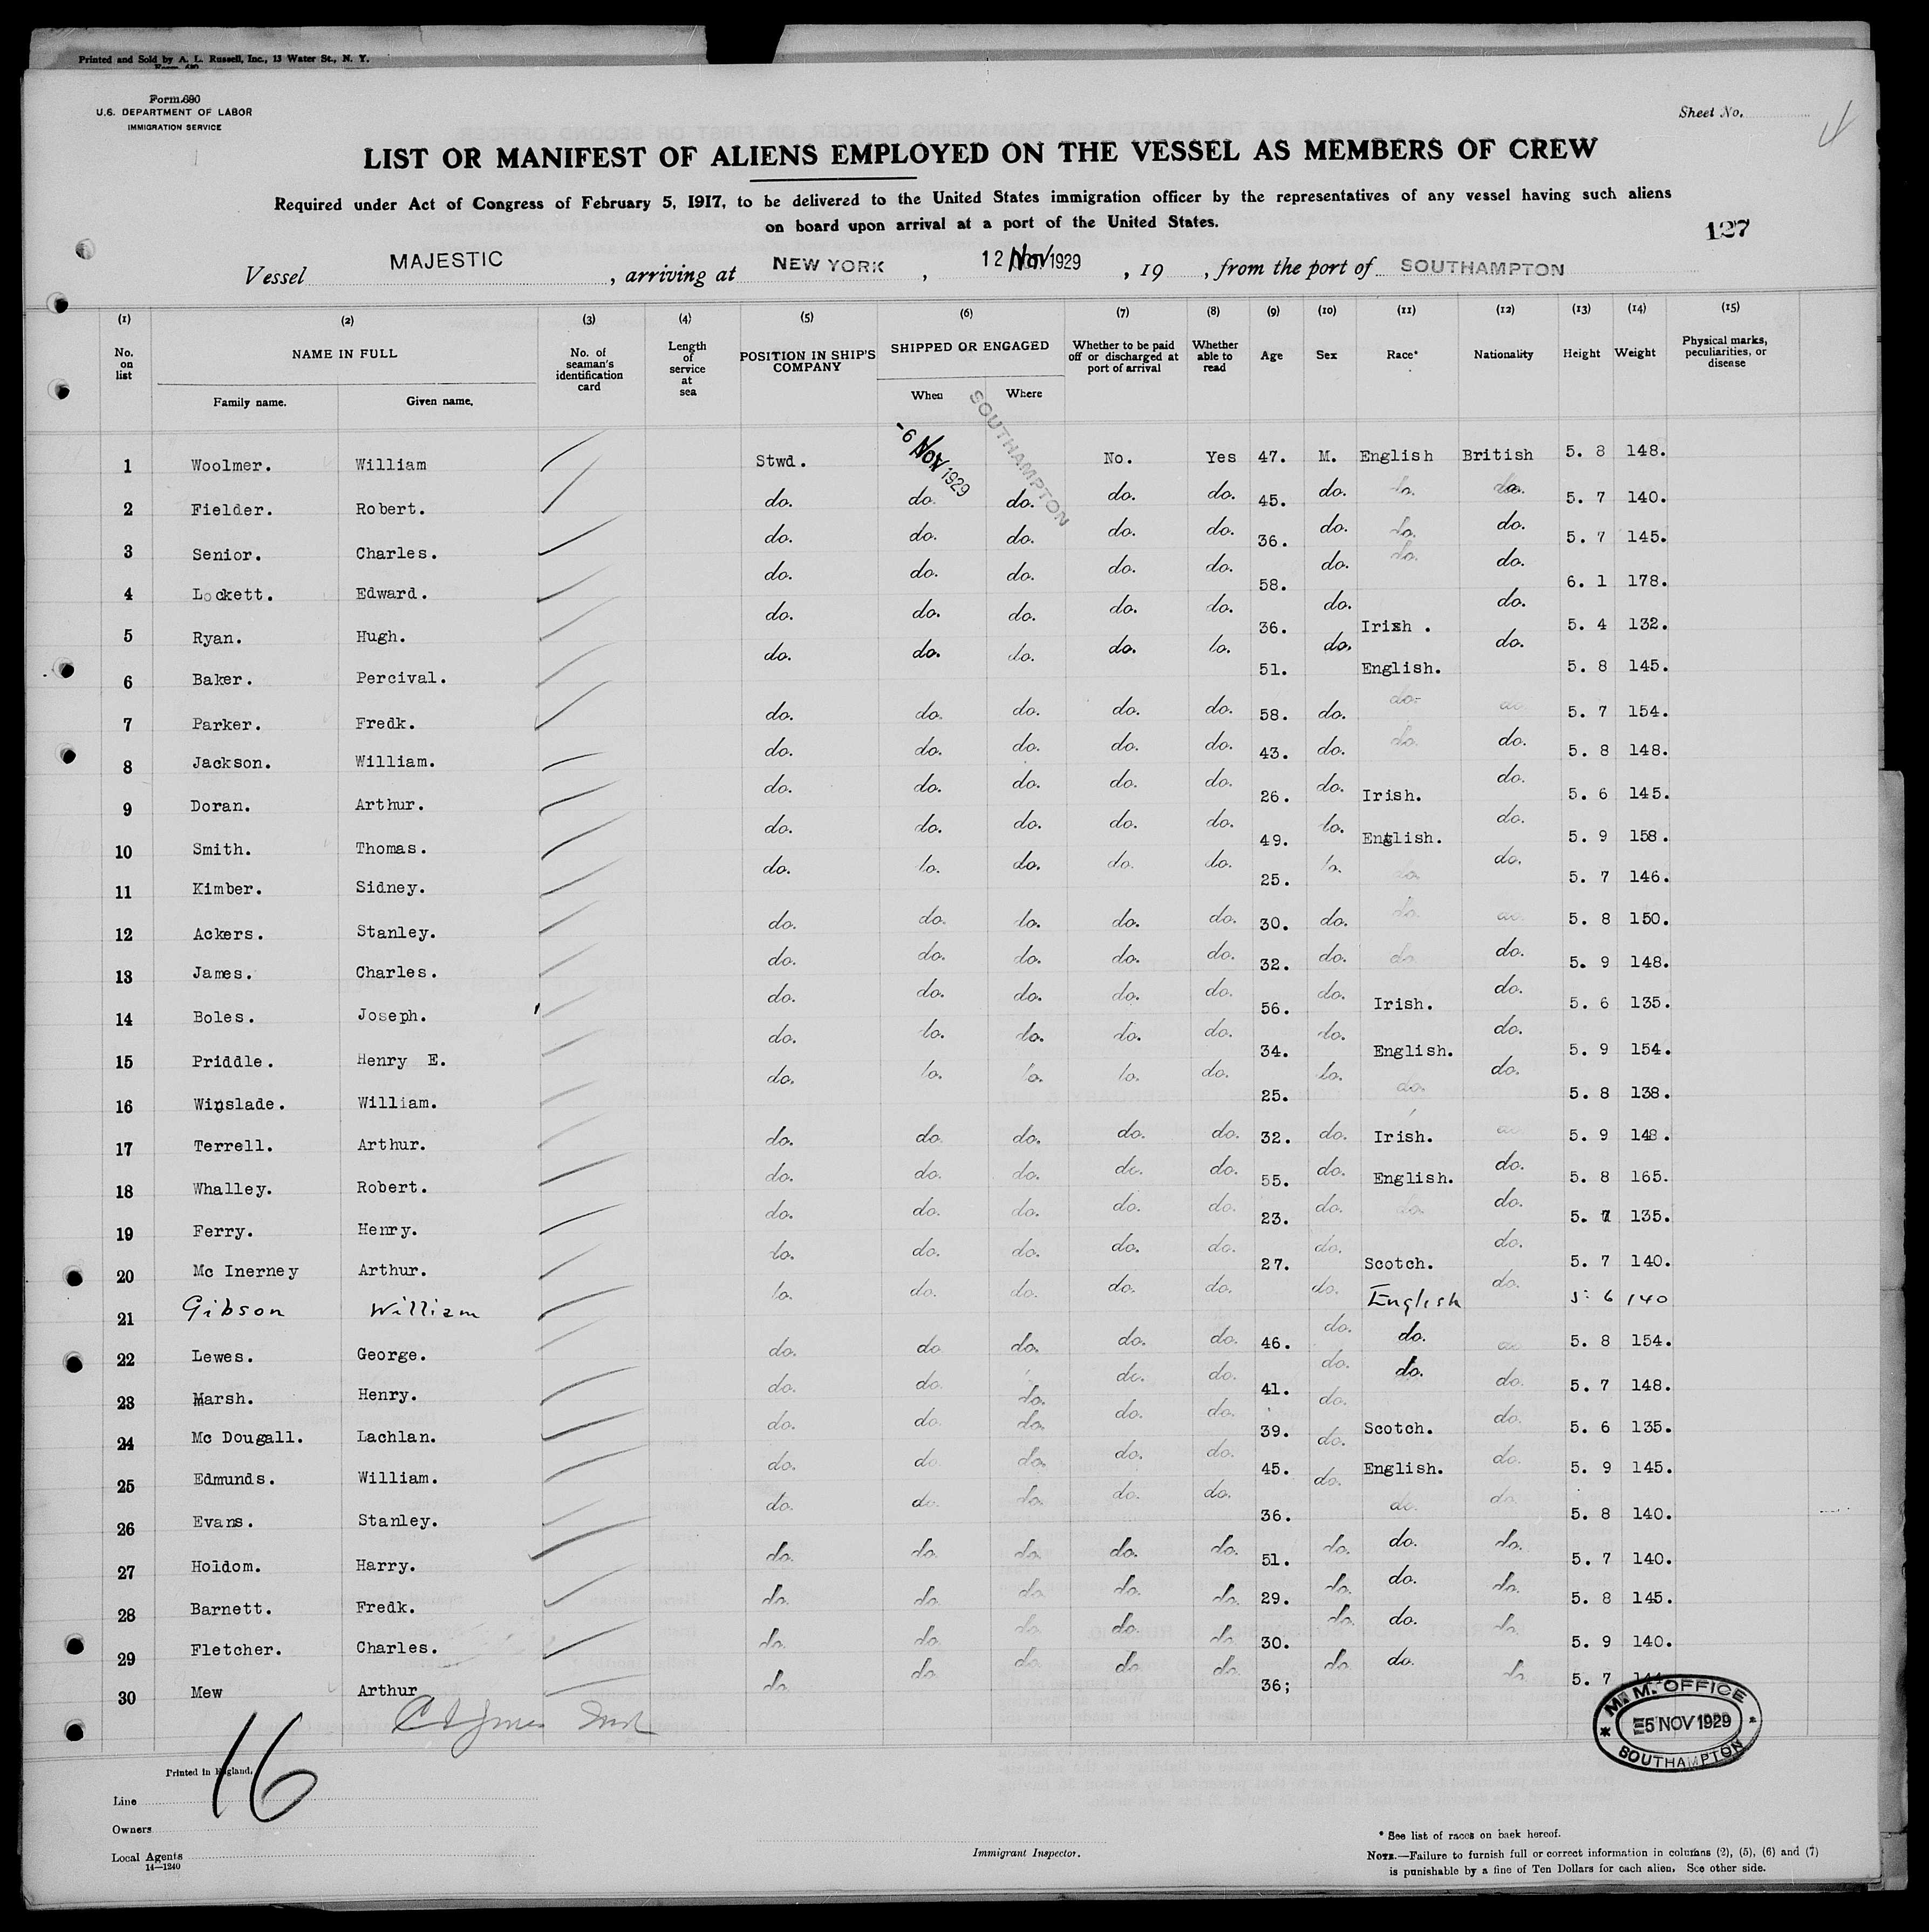 Printed and Sold by A. L. Russell, Inc., 13 Water St., N. Y.
Form 680
U.S. DEPARTMENT OF LABOR
IMMIGRATION SERVICE
Sheet No.
LIST OR MANIFEST OF ALIENS EMPLOYED ON THE VESSEL AS MEMBERS OF CREW
Required under Act of Congress of February 5, 1917, to be delivered to the United States immigration officer by the representatives of any vessel having such aliens
on board upon arrival at a port of the United States.
127
Vessel MAJESTIC, arriving at NEW YORK, 12 Nov 1929, 19 , from the port of SOUTHAMPTON
(1) (2) (3) (4) (5) (6) (7) (8) (9) (10) (11) (12) (13) (14) (15)
No. on list NAME IN FULL No. of seaman's identification card Length of service at sea POSITION IN SHIP'S COMPANY SHIPPED OR ENGAGED Whether to be paid off or discharged at port of arrival Whether able to read Age Sex Race* Nationality Height Weight Physical marks, peculiarities, or disease
Family name. Given name. When Where
-6 Nov 1929 SOUTHAMPTON
1 Woolmer. William Stwd. No. Yes 47. M. English British 5. 8 148.
2 Fielder. Robert. do. do. do. do. do. 45. do. do. do. 5. 7 140.
3 Senior. Charles. do. do. do. do. do. 36. do. do. do. 5. 7 145.
4 Lockett. Edward. do. do. do. do. do. 58. do. do. do. 6. 1 178.
5 Ryan. Hugh. do. do. do. do. do. 36. do. Irish . do. 5. 4 132.
6 Baker. Percival. do. do. do. do. do. 51. do. English. do. 5. 8 145.
7 Parker. Fredk. do. do. do. do. do. 58. do. do. do. 5. 7 154.
8 Jackson. William. do. do. do. do. do. 43. do. do. do. 5. 8 148.
9 Doran. Arthur. do. do. do. do. do. 26. do. Irish. do. 5. 6 145.
10 Smith. Thomas. do. do. do. do. do. 49. do. English. do. 5. 9 158.
11 Kimber. Sidney. do. do. do. do. do. 25. do. do. do. 5. 7 146.
12 Ackers. Stanley. do. do. do. do. do. 30. do. do. do. 5. 8 150.
13 James. Charles. do. do. do. do. do. 32. do. do. do. 5. 9 148.
14 Boles. Joseph. do. do. do. do. do. 56. do. Irish. do. 5. 6 135.
15 Priddle. Henry E. do. do. do. do. do. 34. do. English. do. 5. 9 154.
16 Winslade. William. do. do. do. do. do. 25. do. do. do. 5. 8 138.
17 Terrell. Arthur. do. do. do. do. do. 32. do. Irish. do. 5. 9 148.
18 Whalley. Robert. do. do. do. do. do. 55. do. English. do. 5. 8 165.
19 Ferry. Henry. do. do. do. do. do. 23. do. do. do. 5. 7 135.
20 Mc Inerney Arthur. do. do. do. do. do. 27. do. Scotch. do. 5. 7 140.
21 Gibson William do. do. do. do. do. do. English do. 5: 6 140
22 Lewes. George. do. do do. do. do. 46. do. do. do. 5. 8 154.
23 Marsh. Henry. do. do. do. do. do. 41. do. do. do. 5. 7 148.
24 Mc Dougall. Lachlan. do. do. do. do. do. 39. do. Scotch. do. 5. 6 135.
25 Edmunds. William. do. do. do. do. do. 45. do. English. do. 5. 9 145.
26 Evans. Stanley. do. do. do. do. do. 36. do. do. 5. 8 140.
27 Holdom. Harry. do. do. do. do. do. 51. do. do. do. 5. 7 140.
28 Barnett. Fredk. do. do. do. do. do. 29. do. do. do. 5. 8 145.
29 Fletcher. Charles. do. do. do. do. do. 30. do. do. do. 5. 9 140.
30 Mew Arthur do. do. do. do. do. 36; do. do. do. 5. 7 144.
M. M. OFFICE
5 NOV 1929
SOUTHAMPTON
16
Printed in England.
Line
Owners
Local Agents
14—1240
Immigrant Inspector.
* See list of races on back hereof.
NOTE.—Failure to furnish full or correct information in columns (2), (5), (6) and (7)
is punishable by a fine of Ten Dollars for each alien. See other side.